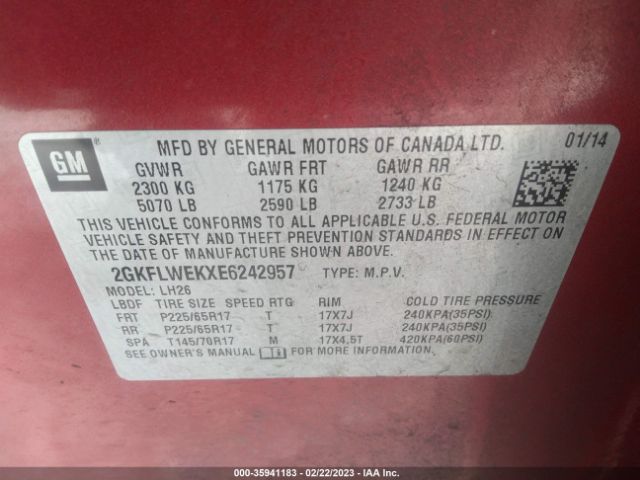 GM
MFD BY GENERAL MOTORS OF CANADA LTD. 01/14
GVWR GAWR FRT GAWR RR
2300 KG 1175 KG 1240 KG
5070 LB 2590 LB 2733 LB
THIS VEHICLE CONFORMS TO ALL APPLICABLE U.S. FEDERAL MOTOR
VEHICLE SAFETY AND THEFT PREVENTION STANDARDS IN EFFECT ON
THE DATE OF MANUFACTURE SHOWN ABOVE.
2GKFLWEKXE6242957 TYPE: M.P.V.
MODEL: LH26
LBDF TIRE SIZE SPEED RTG RIM COLD TIRE PRESSURE
FRT P225/65R17 T 17X7J 240KPA(35PSI)
RR P225/65R17 T 17X7J 240KPA(35PSI)
SPA T145/70R17 M 17X4.5T 420KPA(60PSI)
SEE OWNER'S MANUAL FOR MORE INFORMATION.
000-35941183 - 02/22/2023 - IAA Inc.